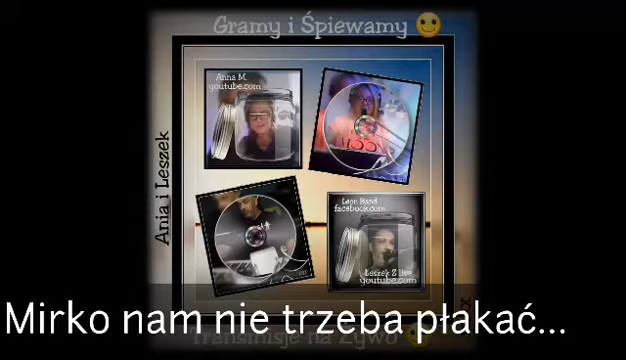 Gramy i Śpiewamy 🙂
Anna M.
youtube.com
Ania i Leszek
Leon Band
facebook.com
Leszek Z live
youtube.com
Mirko nam nie trzeba płakać...
Transmisje na Żywo